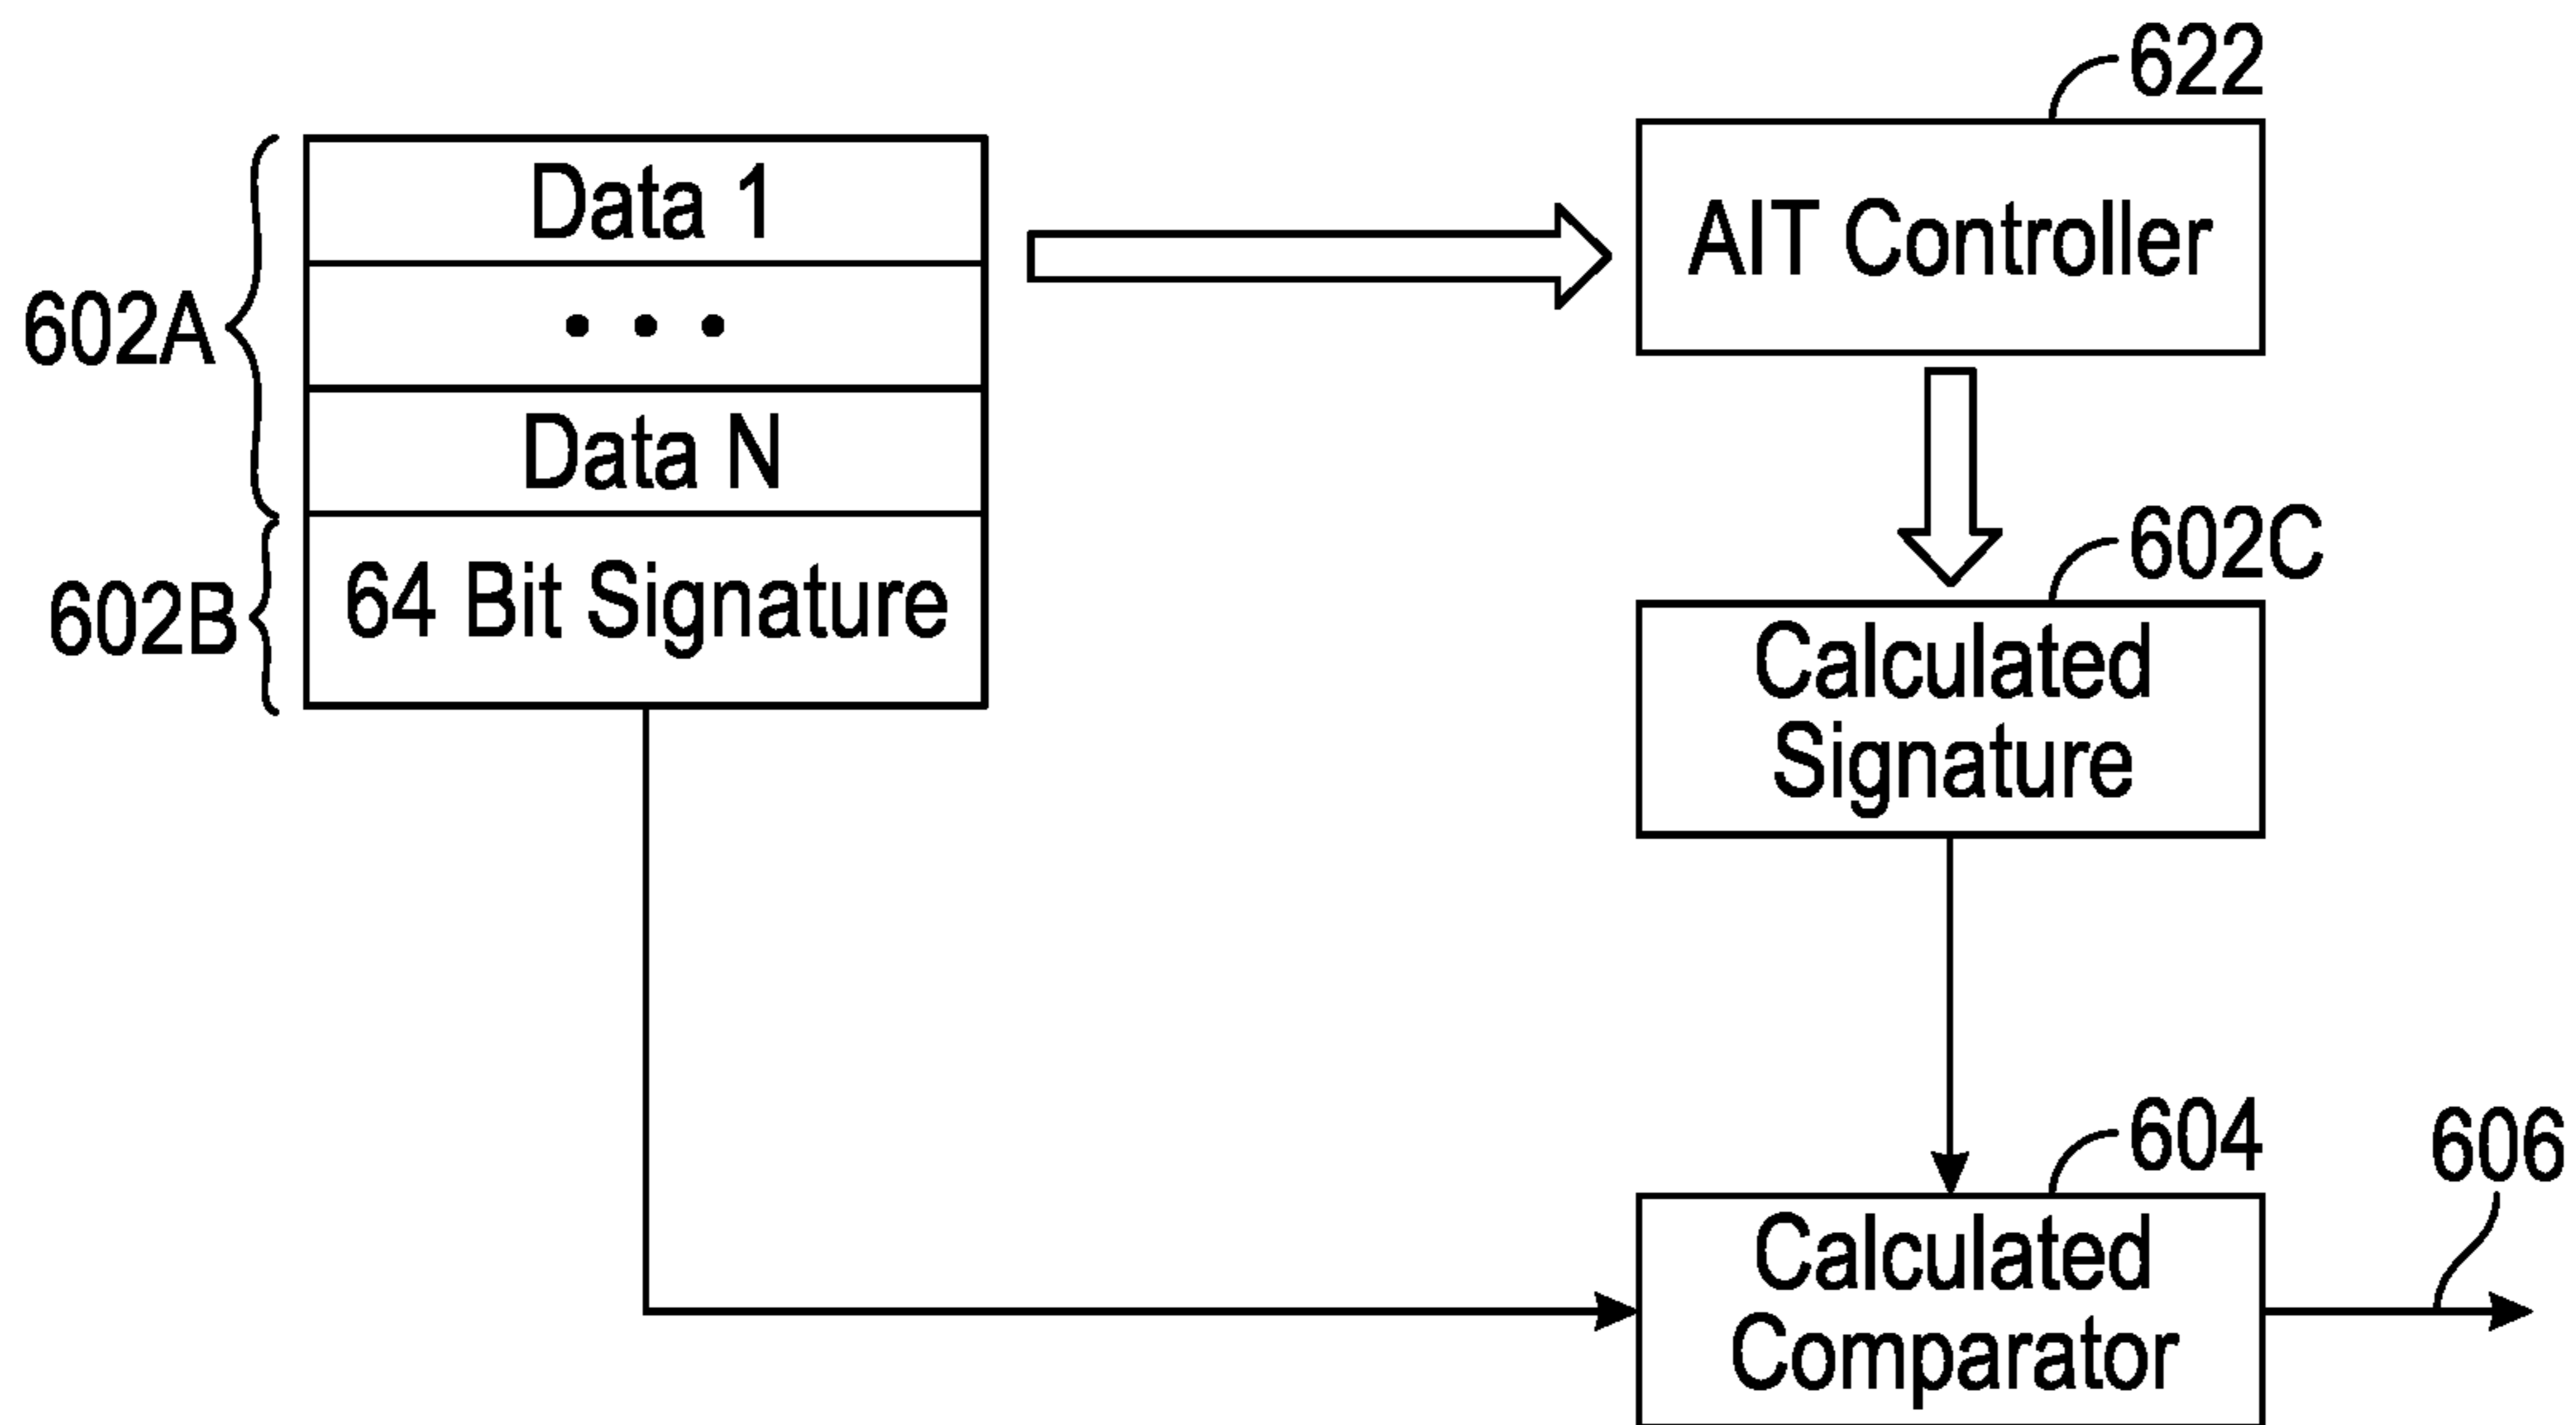 622
Data 1
AIT Controller
602A
• • •
Data N
602B
64 Bit Signature
602C
Calculated
Signature
604
606
Calculated
Comparator